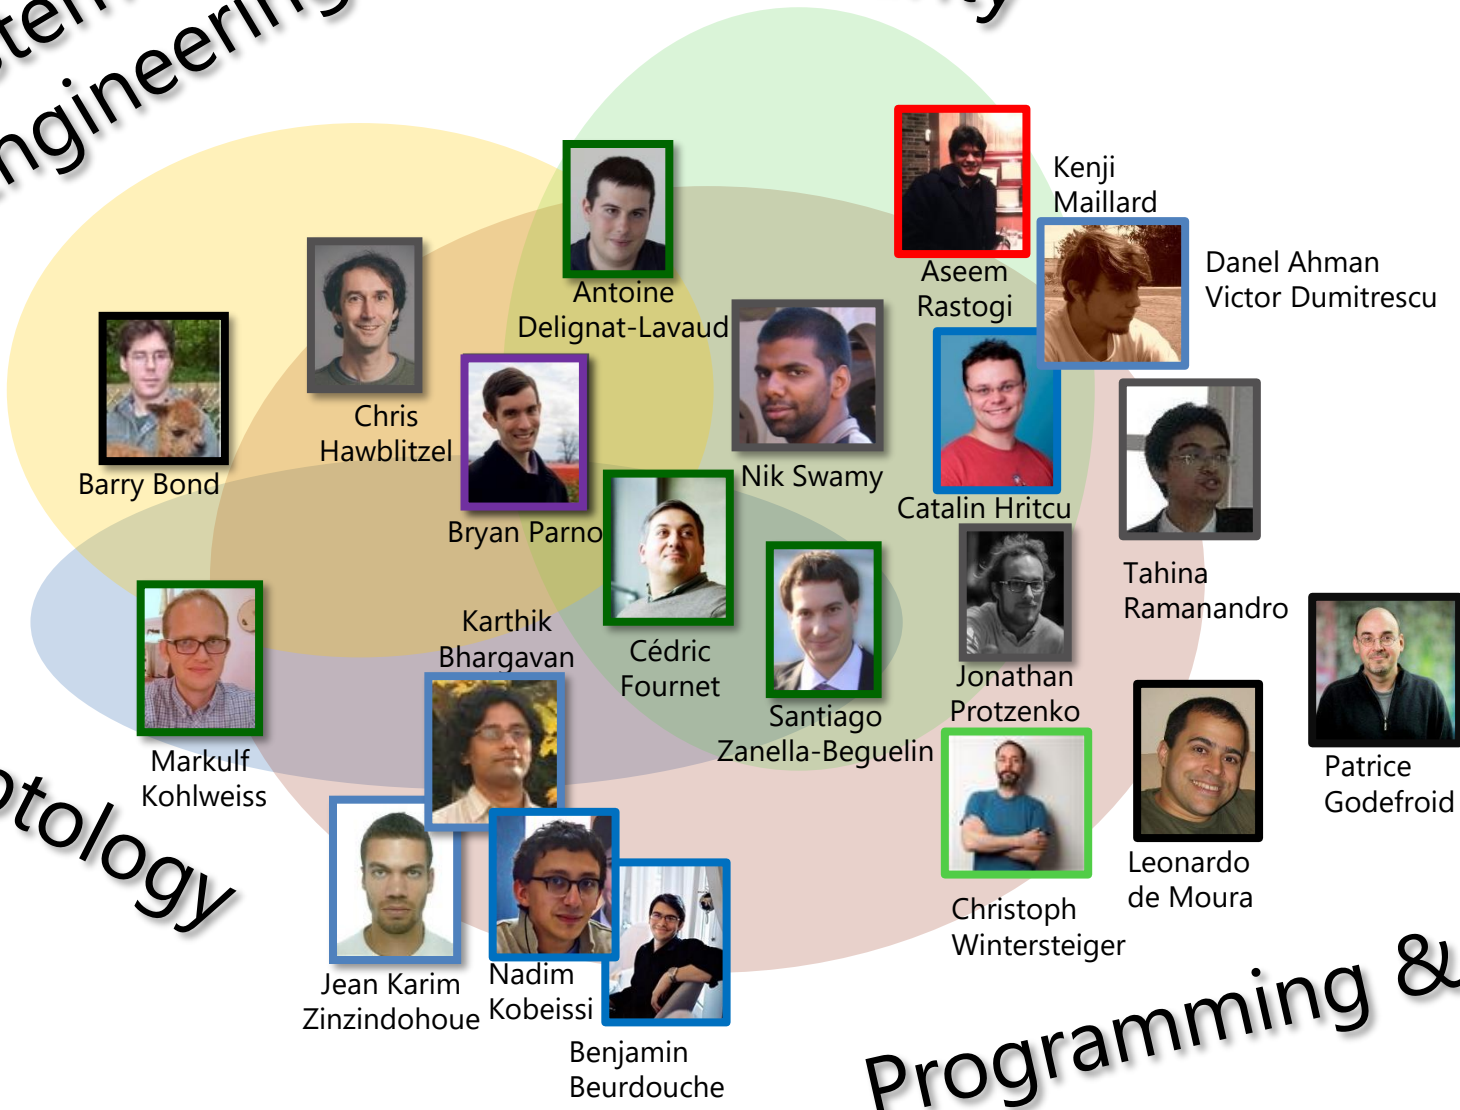 ngineering
Kenji
Maillard
Danel Ahman
Victor Dumitrescu
Aseem
Rastogi
Antoine
Delignat-Lavaud
Chris
Hawblitzel
Barry Bond
Nik Swamy
Catalin Hritcu
Bryan Parno
Tahina
Ramanandro
Karthik
Bhargavan
Cédric
Fournet
Jonathan
Protzenko
Santiago
Zanella-Beguelin
Markulf
Kohlweiss
Patrice
Godefroid
Leonardo
de Moura
Christoph
Wintersteiger
Jean Karim
Zinzindohoue
Nadim
Kobeissi
Benjamin
Beurdouche
tology
Programming &